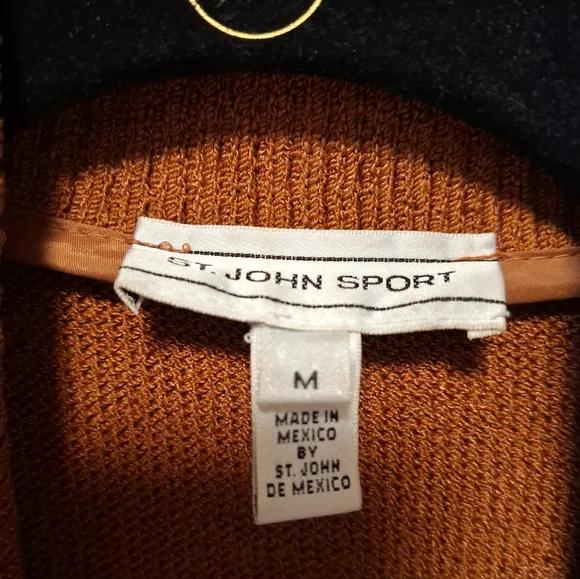 ST. JOHN SPORT
M
MADE IN
MEXICO
BY
ST. JOHN
DE MEXICO